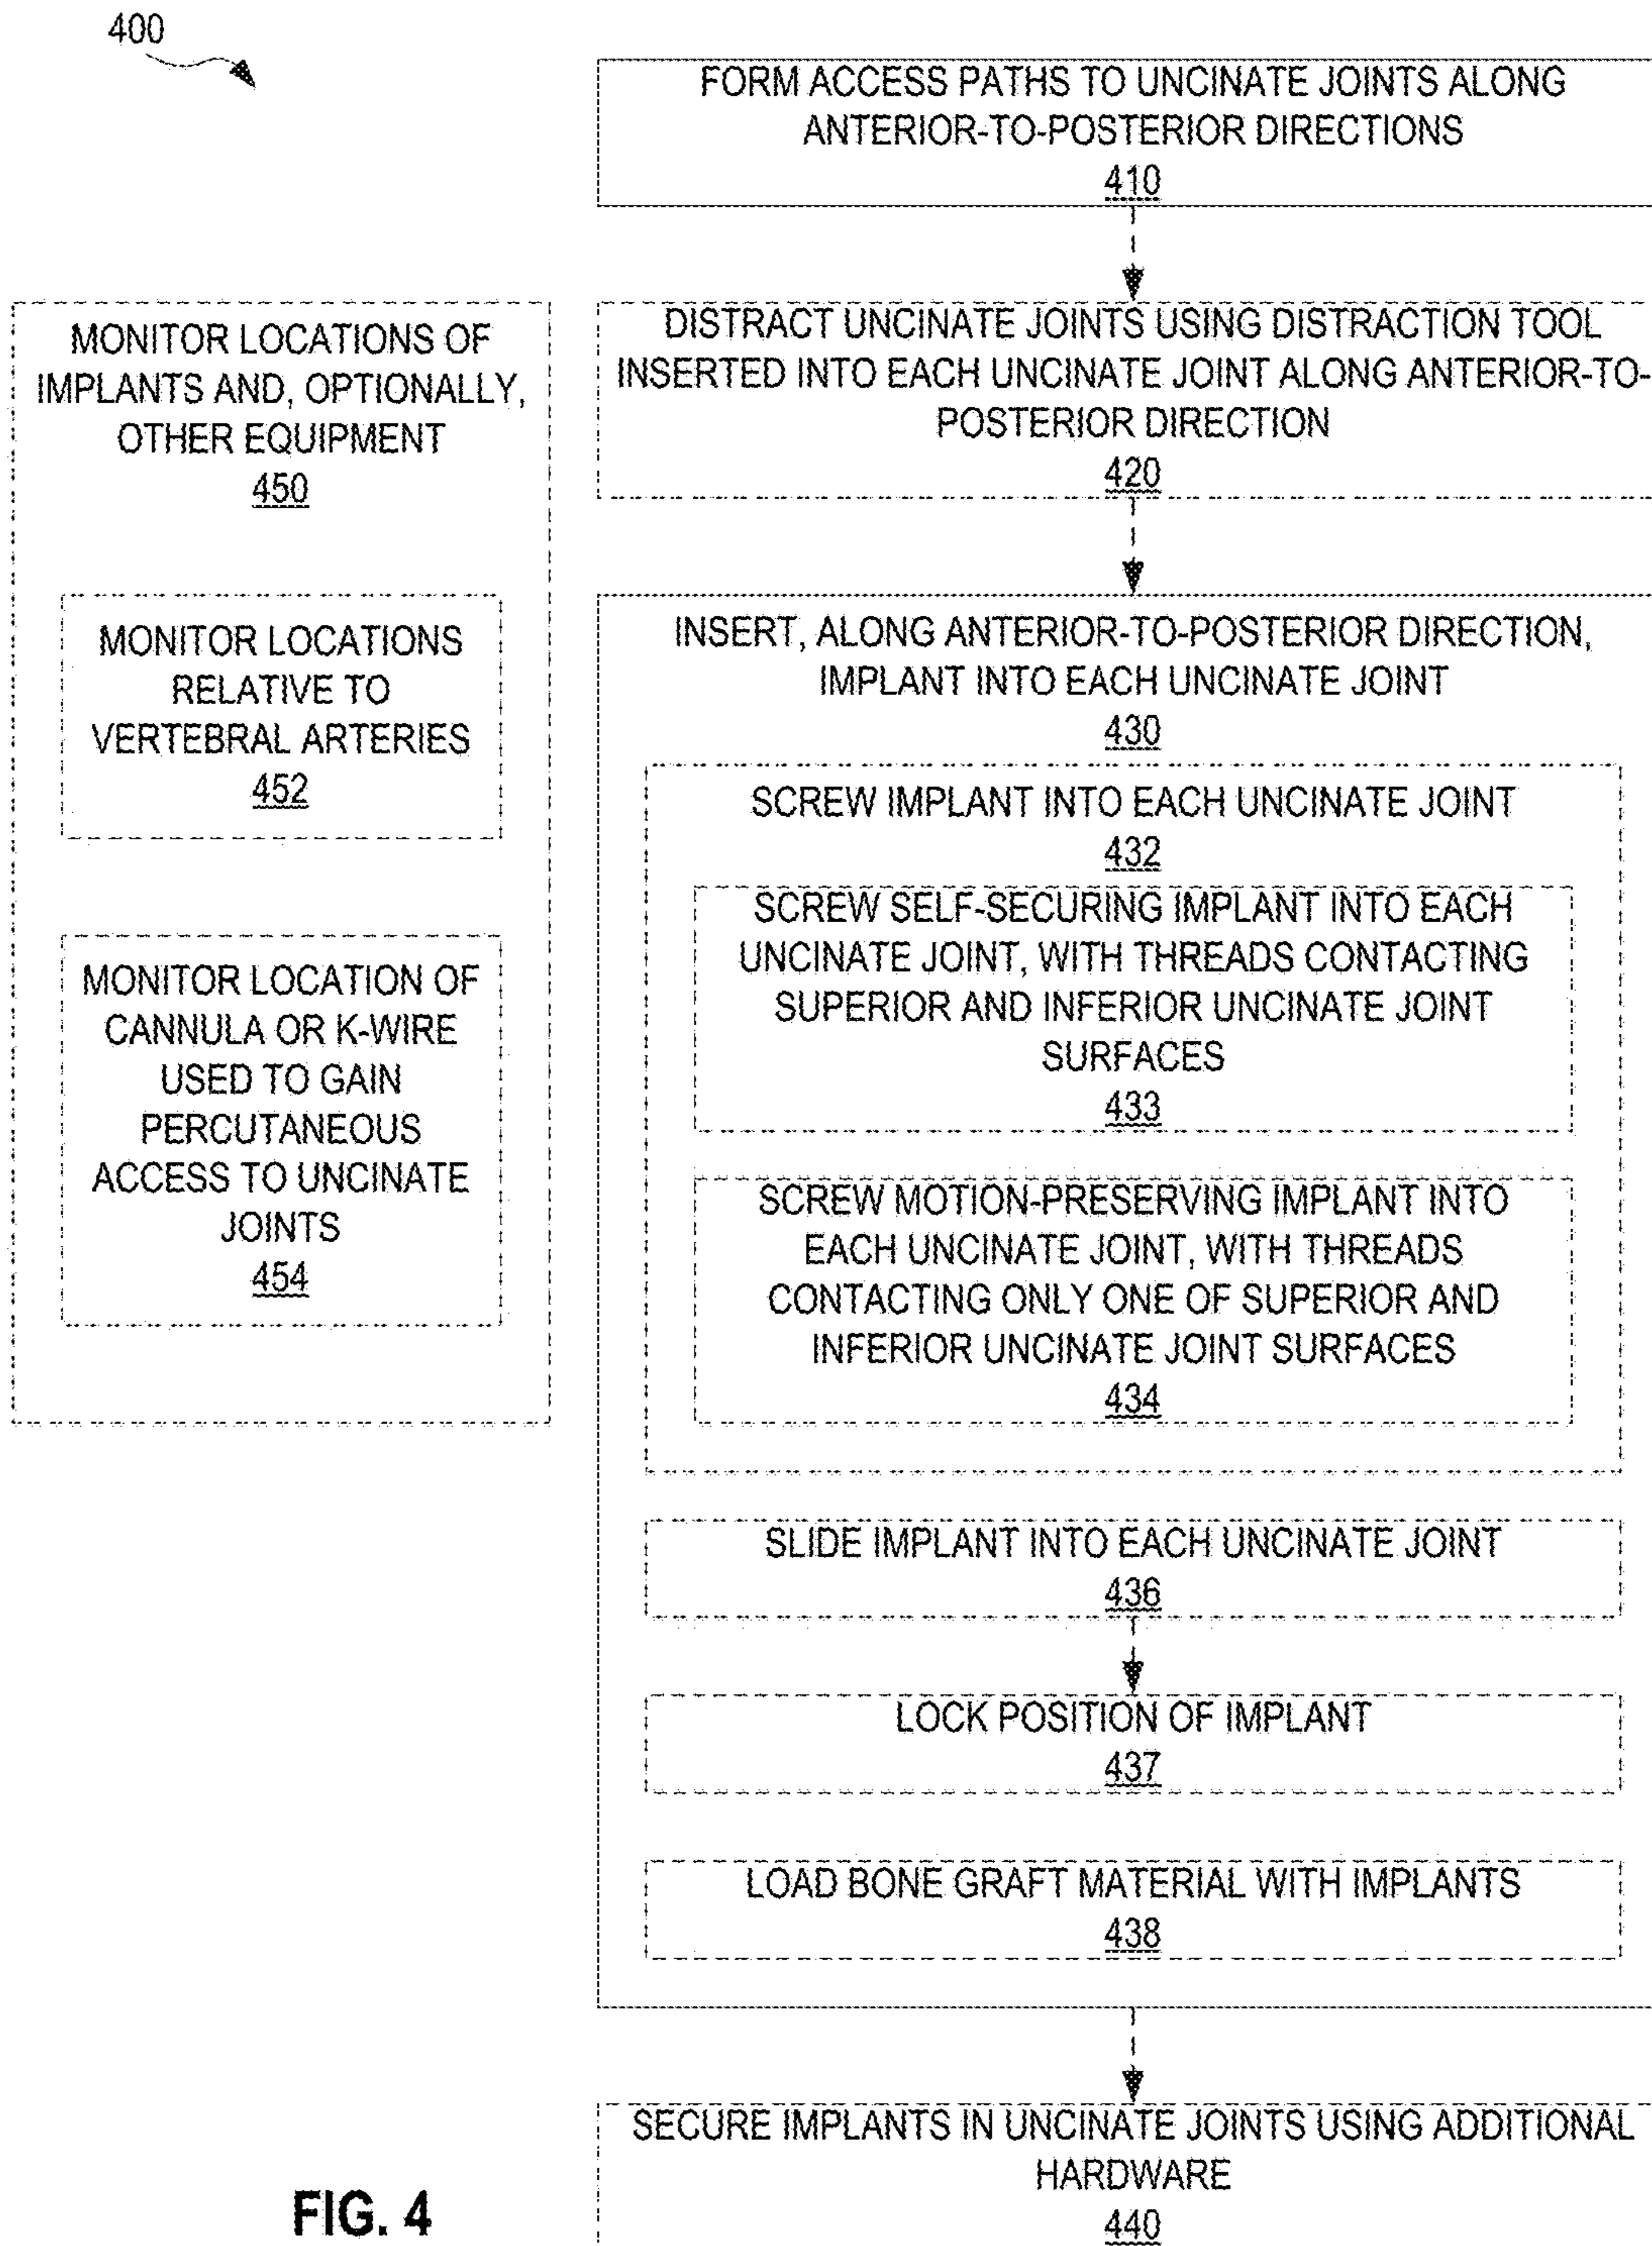 400
FORM ACCESS PATHS TO UNCINATE JOINTS ALONG
ANTERIOR-TO-POSTERIOR DIRECTIONS
410
DISTRACT UNCINATE JOINTS USING DISTRACTION TOOL
INSERTED INTO EACH UNCINATE JOINT ALONG ANTERIOR-TO-
POSTERIOR DIRECTION
420
MONITOR LOCATIONS OF
IMPLANTS AND, OPTIONALLY,
OTHER EQUIPMENT
450
MONITOR LOCATIONS
RELATIVE TO
VERTEBRAL ARTERIES
452
MONITOR LOCATION OF
CANNULA OR K-WIRE
USED TO GAIN
PERCUTANEOUS
ACCESS TO UNCINATE
JOINTS
454
INSERT, ALONG ANTERIOR-TO-POSTERIOR DIRECTION,
IMPLANT INTO EACH UNCINATE JOINT
430
SCREW IMPLANT INTO EACH UNCINATE JOINT
432
SCREW SELF-SECURING IMPLANT INTO EACH
UNCINATE JOINT, WITH THREADS CONTACTING
SUPERIOR AND INFERIOR UNCINATE JOINT
SURFACES
433
SCREW MOTION-PRESERVING IMPLANT INTO
EACH UNCINATE JOINT, WITH THREADS
CONTACTING ONLY ONE OF SUPERIOR AND
INFERIOR UNCINATE JOINT SURFACES
434
SLIDE IMPLANT INTO EACH UNCINATE JOINT
436
LOCK POSITION OF IMPLANT
437
LOAD BONE GRAFT MATERIAL WITH IMPLANTS
438
SECURE IMPLANTS IN UNCINATE JOINTS USING ADDITIONAL
HARDWARE
440
FIG. 4